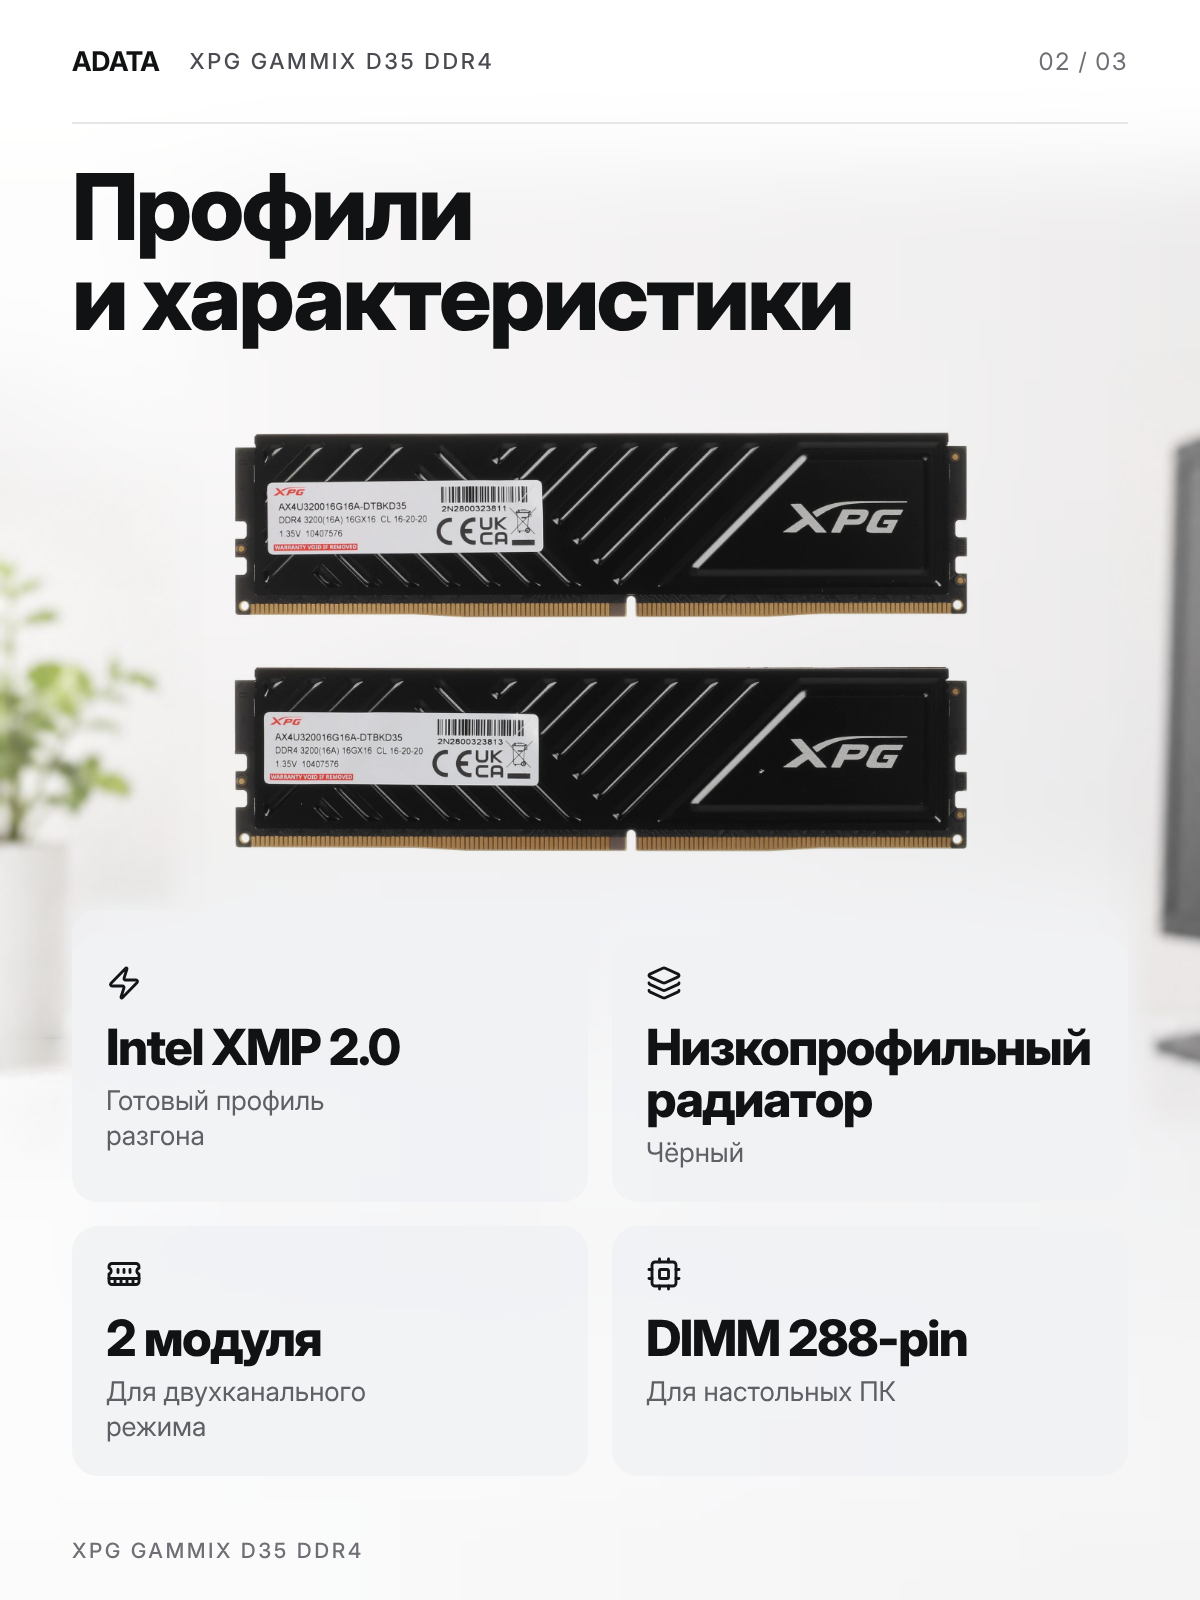 ADATA XPG GAMMIX D35 DDR4 02 / 03
Профили
и характеристики
XPG
AX4U320016G16A-DTBKD35
2N2800323811
DDR4 3200(16A) 16GX16 CL 16-20-20
1.35V 10407576
WARRANTY VOID IF REMOVED
CE UKCA
XPG
XPG
AX4U320016G16A-DTBKD35
2N2800323813
DDR4 3200(16A) 16GX16 CL 16-20-20
1.35V 10407576
WARRANTY VOID IF REMOVED
CE UKCA
XPG
Intel XMP 2.0
Готовый профиль
разгона
Низкопрофильный
радиатор
Чёрный
2 модуля
Для двухканального
режима
DIMM 288-pin
Для настольных ПК
XPG GAMMIX D35 DDR4